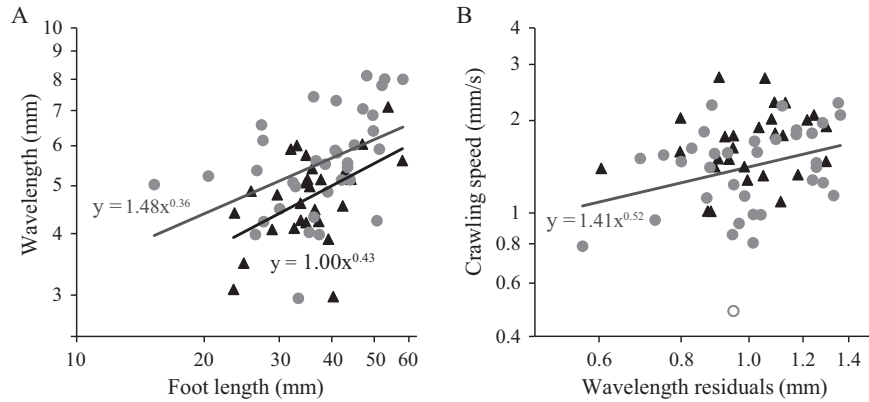 A
10
9
8
7
6
5
4
3
Wavelength (mm)
y = 1.48x^0.36
y = 1.00x^0.43
10
20
30
40
50
60
Foot length (mm)
B
4
3
2
1
0.8
0.6
0.4
Crawling speed (mm/s)
y = 1.41x^0.52
0.6
0.8
1.0
1.2
1.4
Wavelength residuals (mm)